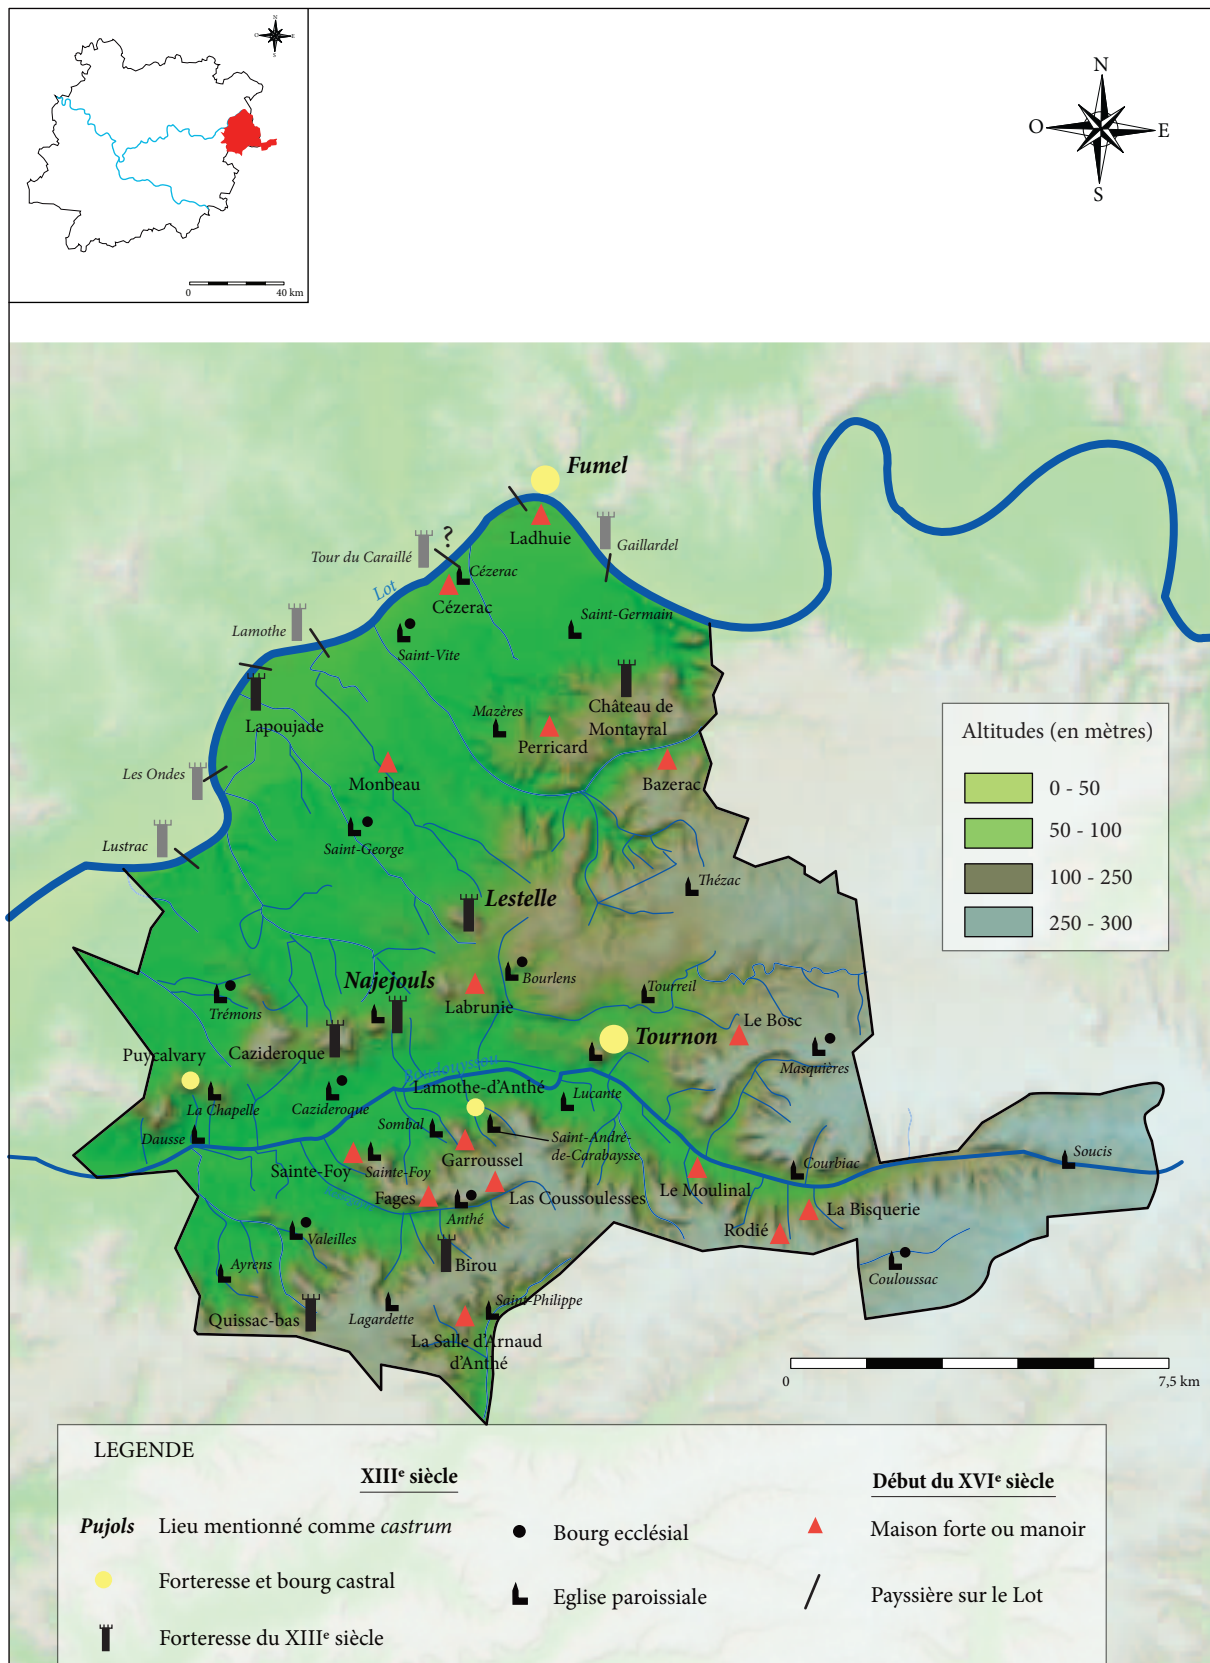 N
O
E
S
0
40 km
N
O
E
S
Fumel
Ladhuie
Gaillardel
?
Tour du Caraillé
Cézerac
Cézerac
Lot
Saint-Germain
Lamothe
Saint-Vite
Lapoujade
Château de
Montayral
Mazères
Perricard
Altitudes (en mètres)
0 - 50
50 - 100
100 - 250
250 - 300
Les Ondes
Monbeau
Bazerac
Lustrac
Saint-George
Thézac
Lestelle
Bourlens
Najejouls
Labrunie
Tourreil
Trémons
Le Bosc
Tournon
Cazideroque
Masquières
Puycalvary
Boudouyssou
Lamothe-d'Anthé
La Chapelle
Cazideroque
Lucante
Dausse
Sombal
Saint-André-
de-Carabaysse
Garroussel
Sainte-Foy
Sainte-Foy
Soucis
Courbiac
Le Moulinal
Fages
Las Coussoulesses
Anthé
La Bisquerie
Rodié
Valeilles
Birou
Ayrens
Couloussac
Quissac-bas
Lagardette
Saint-Philippe
La Salle d'Arnaud
d'Anthé
0
7,5 km
LEGENDE
XIIIe siècle
Début du XVIe siècle
Pujols Lieu mentionné comme castrum
Bourg ecclésial
Maison forte ou manoir
Forteresse et bourg castral
Eglise paroissiale
Payssière sur le Lot
Forteresse du XIIIe siècle